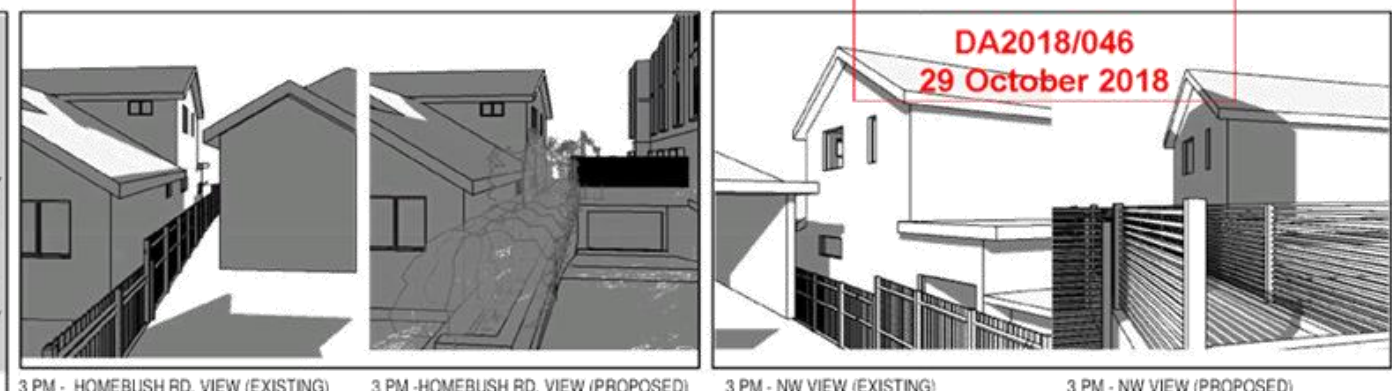 DA2018/046
29 October 2018
3 PM - HOMEBUSH RD. VIEW (EXISTING)
3 PM -HOMEBUSH RD. VIEW (PROPOSED)
3 PM - NW VIEW (EXISTING)
3 PM - NW VIEW (PROPOSED)